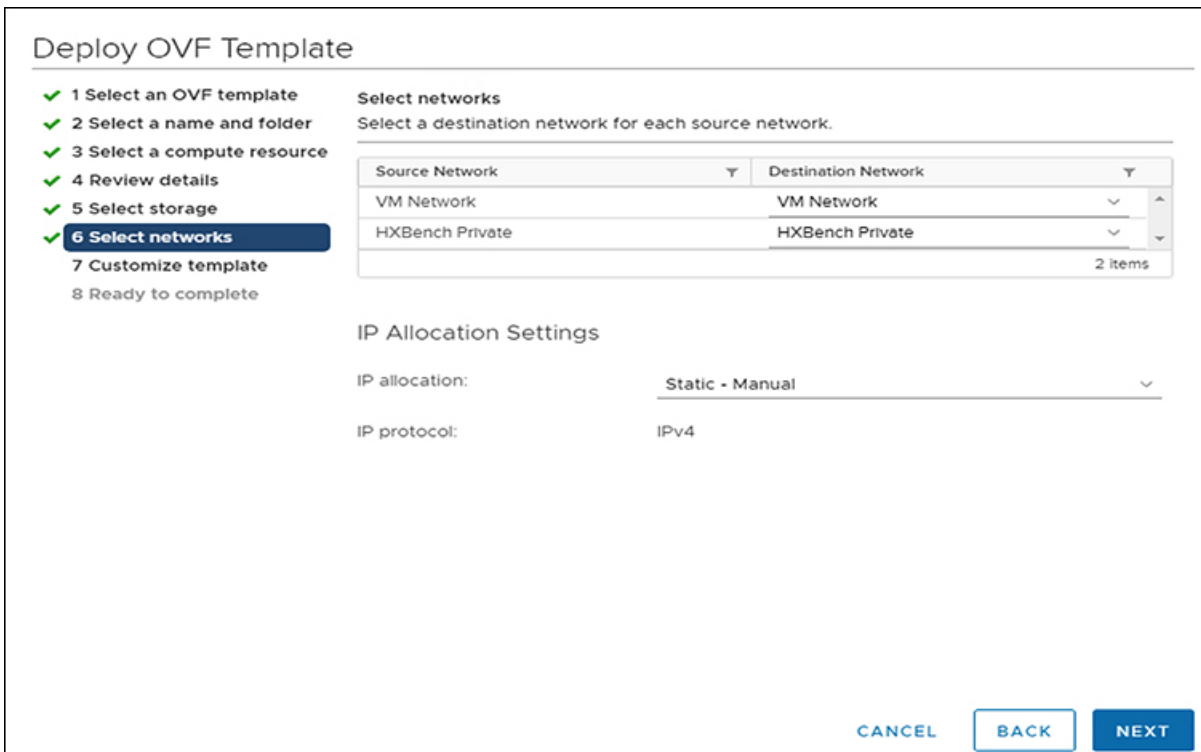 Deploy OVF Template
1 Select an OVF template
2 Select a name and folder
3 Select a compute resource
4 Review details
5 Select storage
6 Select networks
7 Customize template
8 Ready to complete
Select networks
Select a destination network for each source network.
Source Network Destination Network
VM Network VM Network
HXBench Private HXBench Private
2 items
IP Allocation Settings
IP allocation: Static - Manual
IP protocol: IPv4
CANCEL BACK NEXT